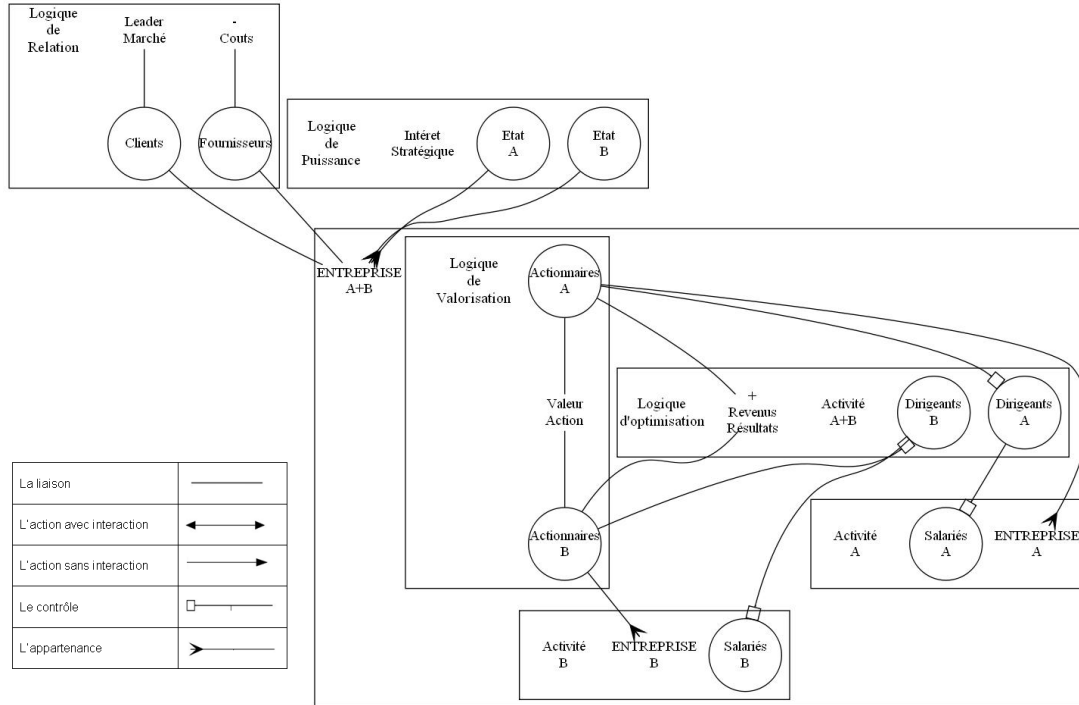 Logique
de
Relation
Leader
Marché
-
Couts
Clients
Fournisseurs
Logique
de
Puissance
Intéret
Stratégique
Etat
A
Etat
B
ENTREPRISE
A+B
Logique
de
Valorisation
Actionnaires
A
Valeur
Action
Actionnaires
B
Logique
d'optimisation
+
Revenus
Résultats
Activité
A+B
Dirigeants
B
Dirigeants
A
Activité
A
Salariés
A
ENTREPRISE
A
Activité
B
ENTREPRISE
B
Salariés
B
La liaison
L'action avec interaction
L'action sans interaction
Le contrôle
L'appartenance